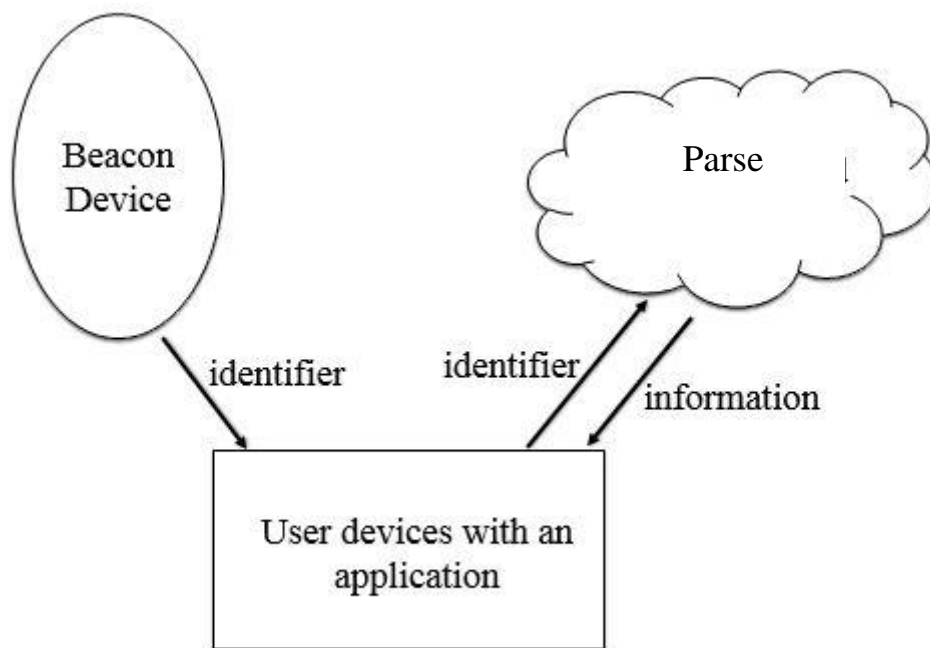 Beacon
Device
Parse
identifier
identifier
information
User devices with an
application